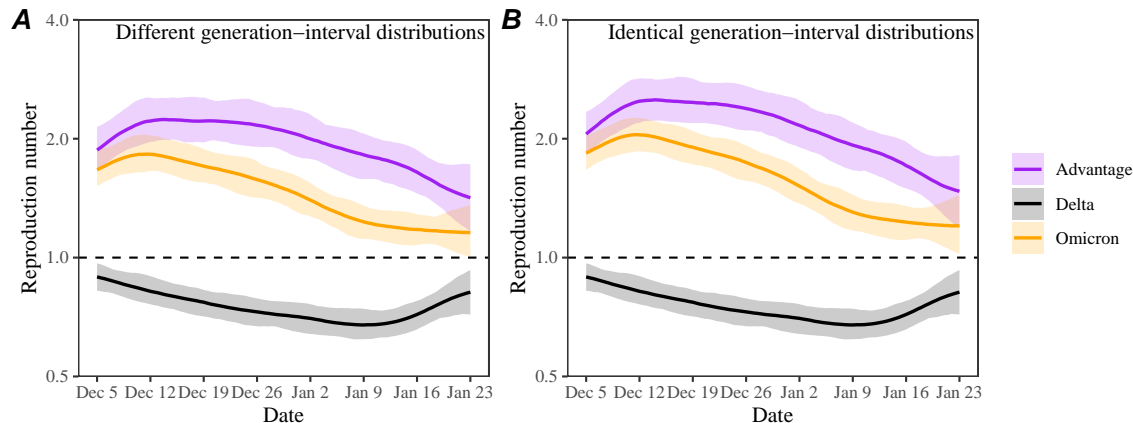 A
Different generation−interval distributions
4.0
2.0
1.0
0.5
Reproduction number
Dec 5 Dec 12 Dec 19 Dec 26 Jan 2 Jan 9 Jan 16 Jan 23
Date
B
Identical generation−interval distributions
4.0
2.0
1.0
0.5
Reproduction number
Dec 5 Dec 12 Dec 19 Dec 26 Jan 2 Jan 9 Jan 16 Jan 23
Date
Advantage
Delta
Omicron